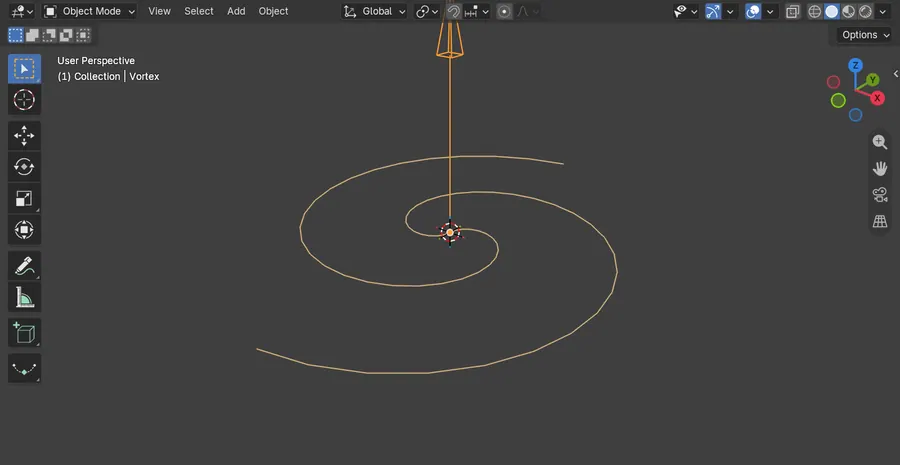 Object Mode View Select Add Object Global
Options
User Perspective
(1) Collection | Vortex
Z
Y
X